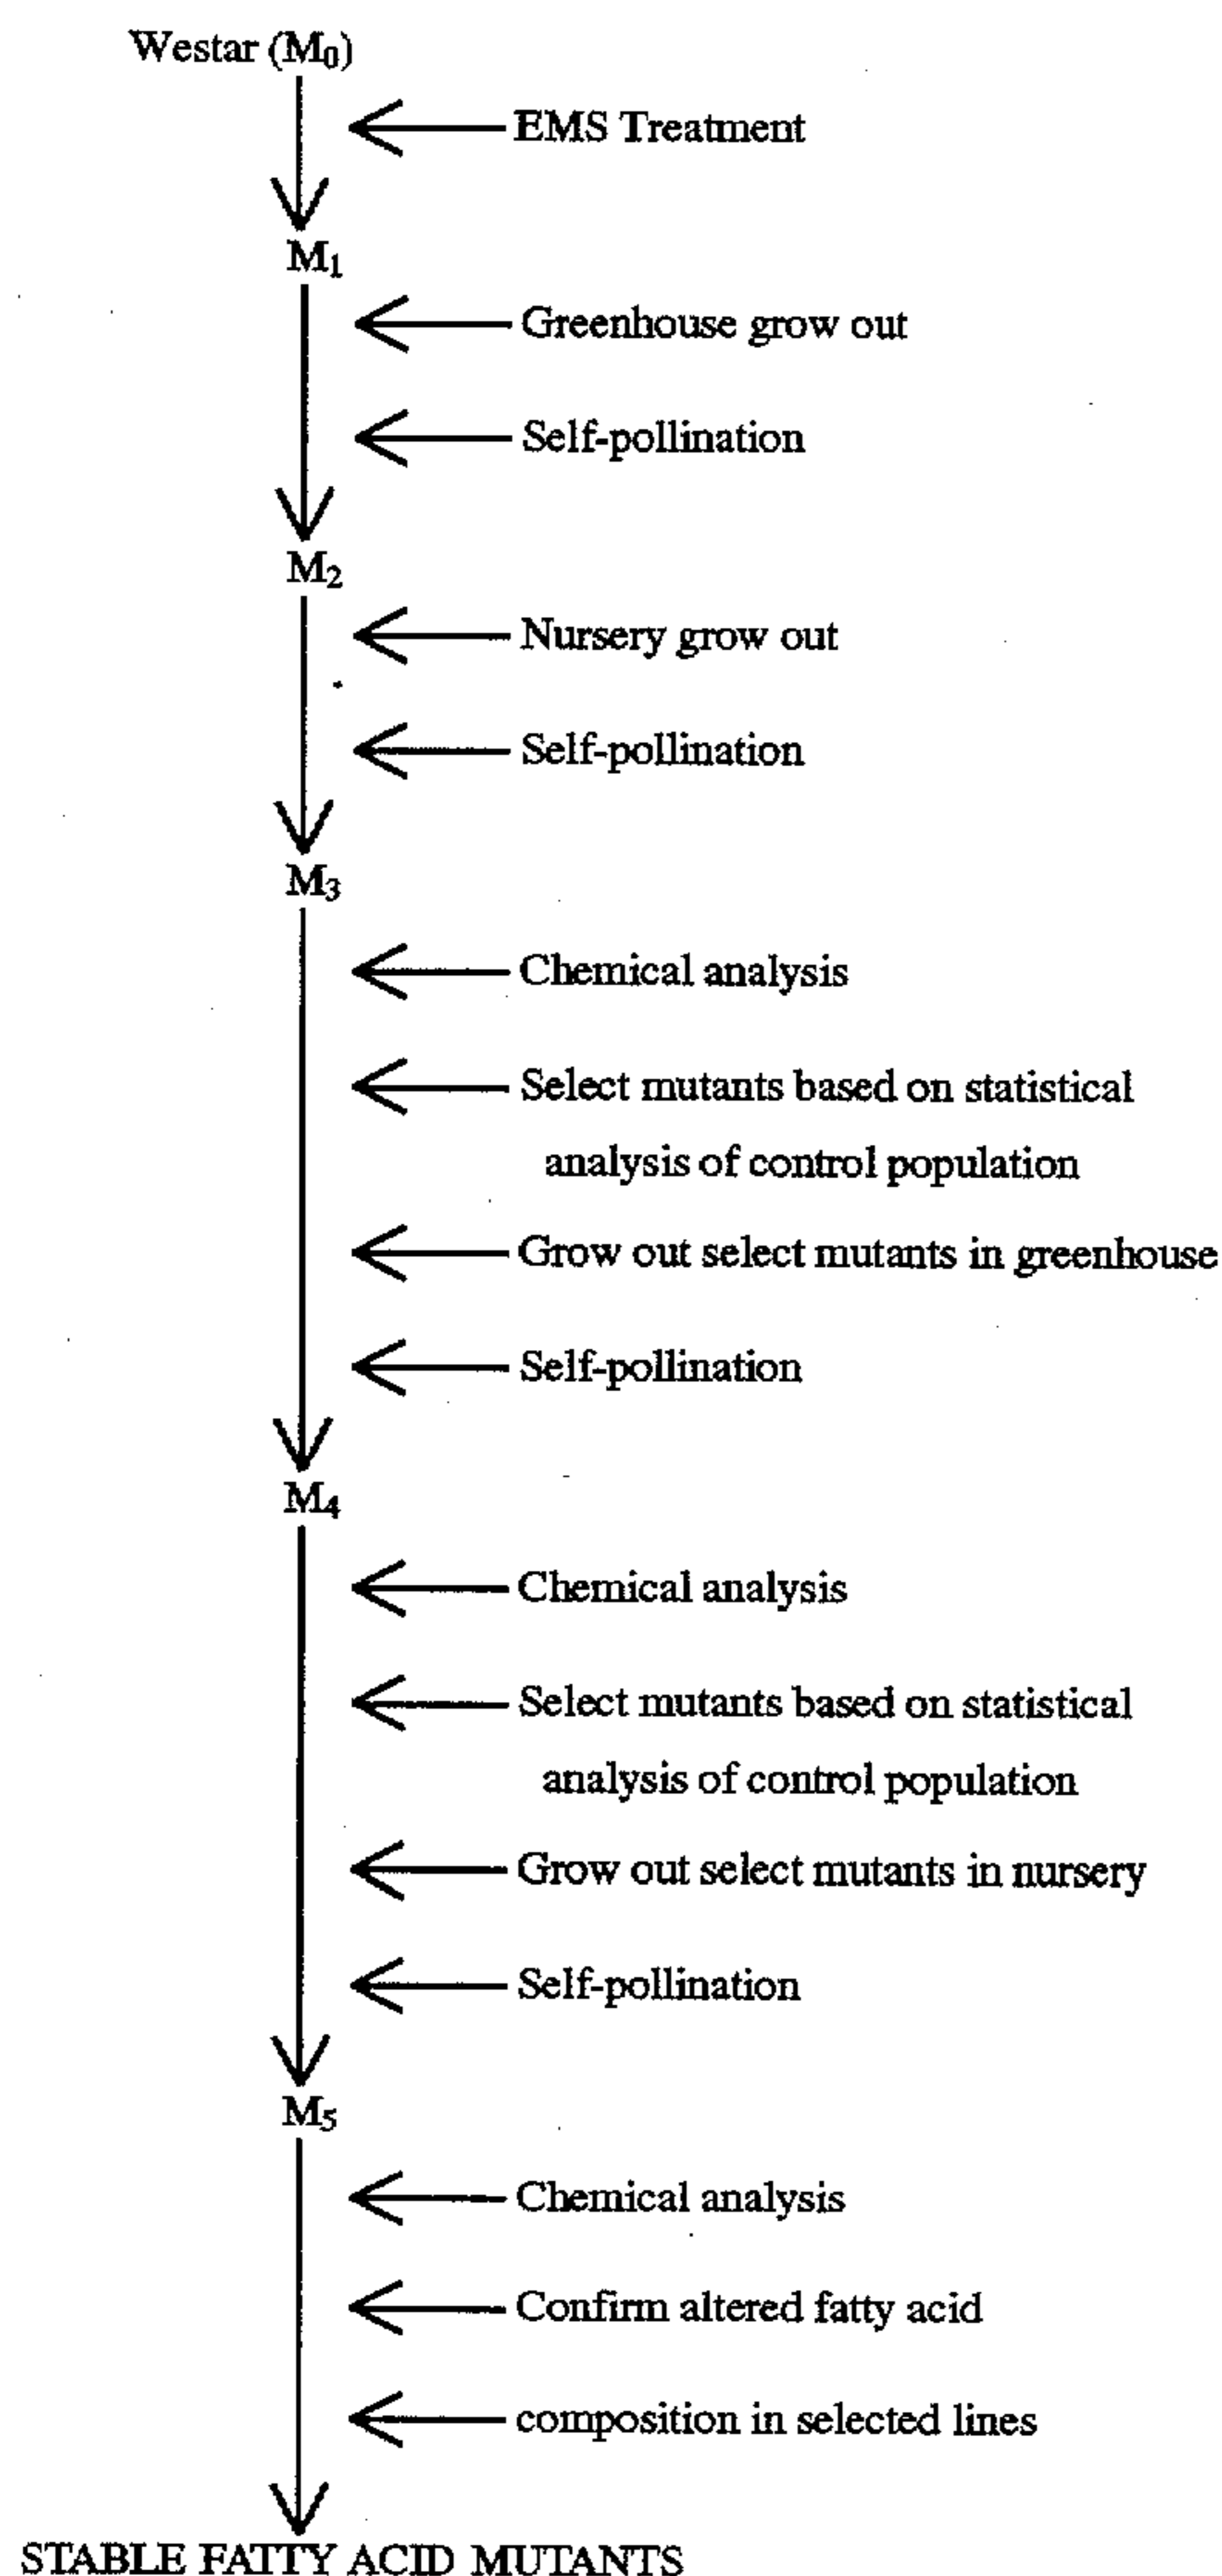 Westar (M₀)
EMS Treatment
M₁
Greenhouse grow out
Self-pollination
M₂
Nursery grow out
Self-pollination
M₃
Chemical analysis
Select mutants based on statistical
analysis of control population
Grow out select mutants in greenhouse
Self-pollination
M₄
Chemical analysis
Select mutants based on statistical
analysis of control population
Grow out select mutants in nursery
Self-pollination
M₅
Chemical analysis
Confirm altered fatty acid
composition in selected lines
STABLE FATTY ACID MUTANTS